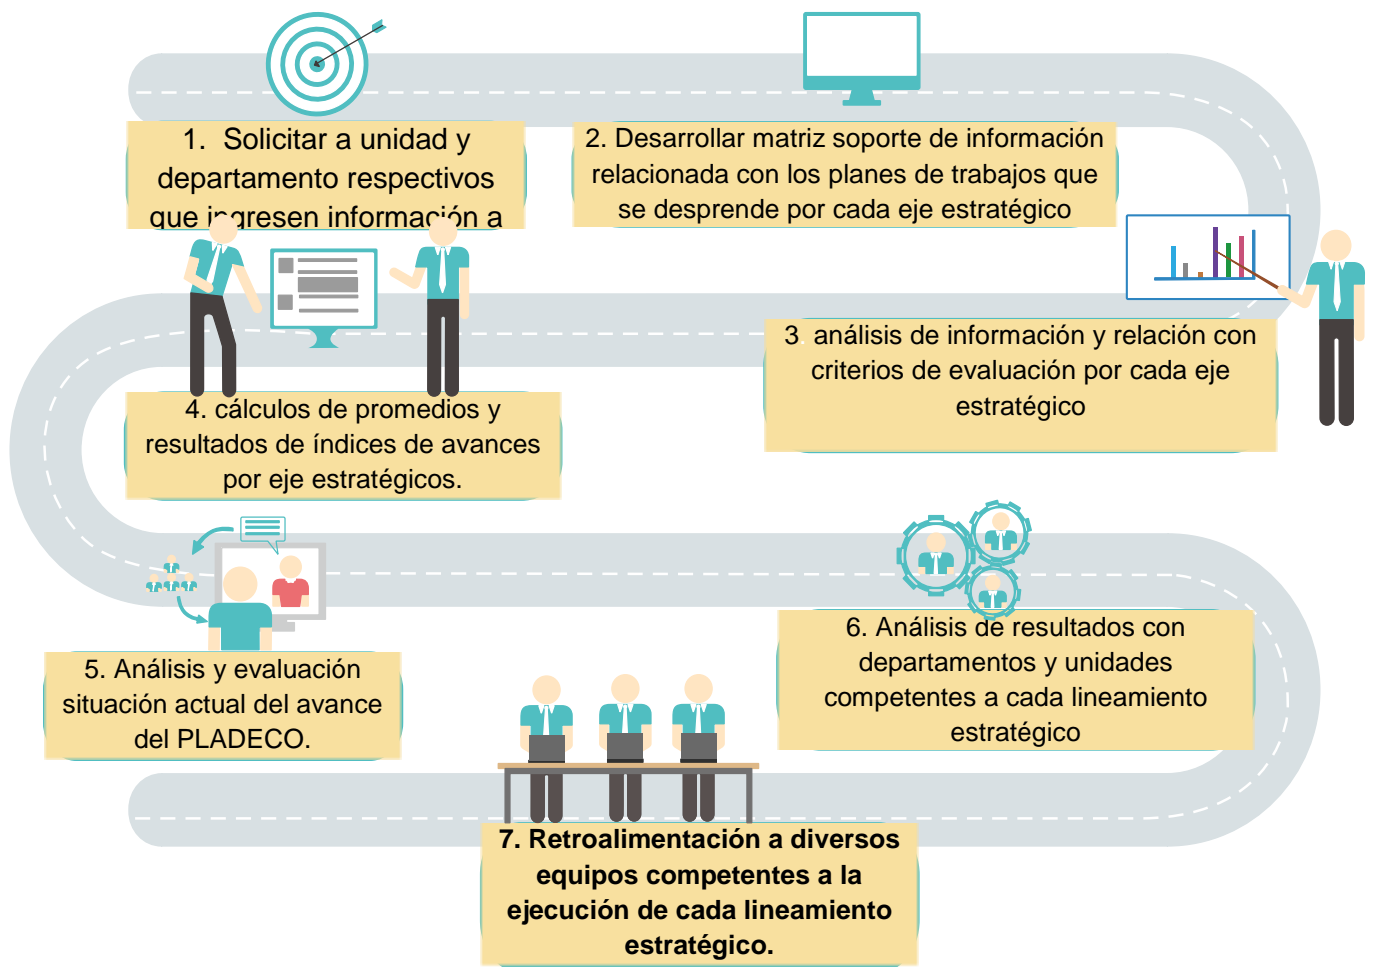 1. Solicitar a unidad y
departamento respectivos
que ingresen información a
2. Desarrollar matriz soporte de información
relacionada con los planes de trabajos que
se desprende por cada eje estratégico
3. análisis de información y relación con
criterios de evaluación por cada eje
estratégico
4. cálculos de promedios y
resultados de índices de avances
por eje estratégicos.
5. Análisis y evaluación
situación actual del avance
del PLADECO.
6. Análisis de resultados con
departamentos y unidades
competentes a cada lineamiento
estratégico
7. Retroalimentación a diversos
equipos competentes a la
ejecución de cada lineamiento
estratégico.